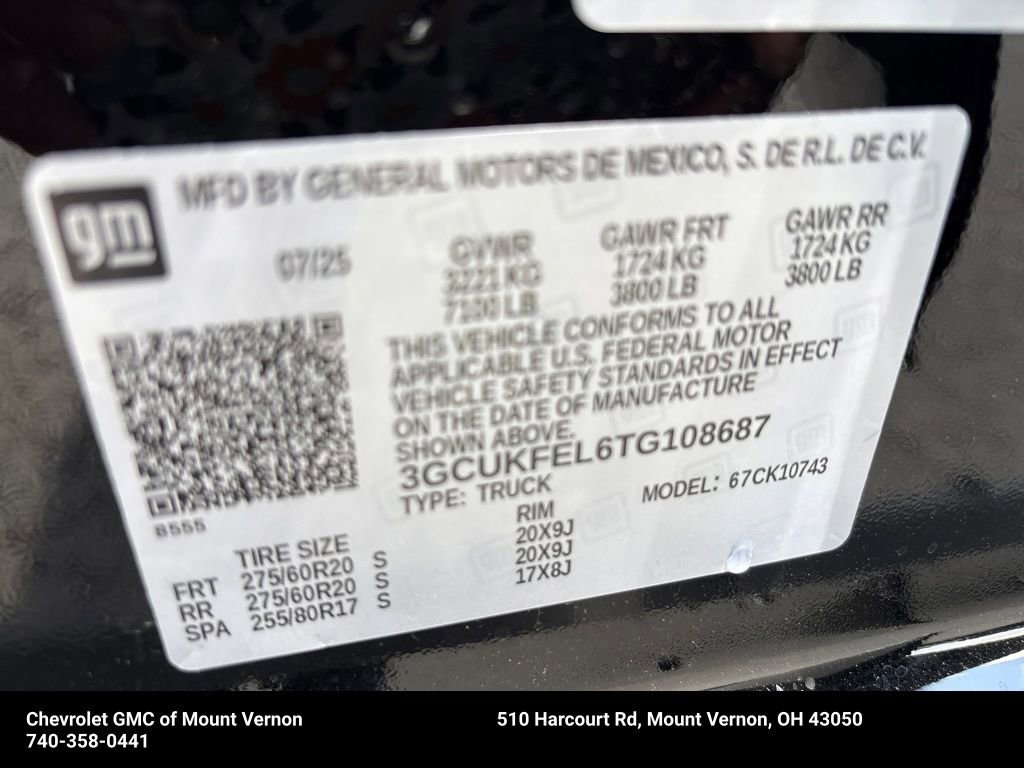 gm
MFD BY GENERAL MOTORS DE MEXICO, S. DE R.L. DE C.V.
07/25 GVWR GAWR FRT GAWR RR
3221 KG 1724 KG 1724 KG
7100 LB 3800 LB 3800 LB
THIS VEHICLE CONFORMS TO ALL
APPLICABLE U.S. FEDERAL MOTOR
VEHICLE SAFETY STANDARDS IN EFFECT
ON THE DATE OF MANUFACTURE
SHOWN ABOVE.
3GCUKFEL6TG108687
TYPE: TRUCK MODEL: 67CK10743
8555
TIRE SIZE RIM
FRT 275/60R20 S 20X9J
RR 275/60R20 S 20X9J
SPA 255/80R17 S 17X8J
Chevrolet GMC of Mount Vernon
740-358-0441
510 Harcourt Rd, Mount Vernon, OH 43050